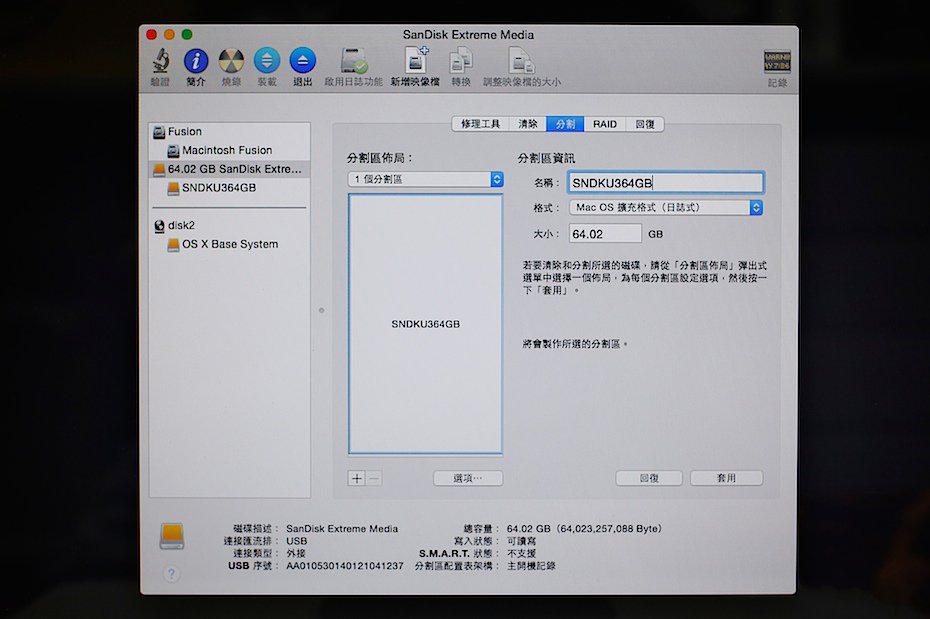 SanDisk Extreme Media
驗證
簡介
燒錄
裝載
退出
啟用日誌功能
新增映像檔
轉換
調整映像檔的大小
WARNIN
AY 7:86
記錄
修理工具
清除
分割
RAID
回復
Fusion
Macintosh Fusion
64.02 GB SanDisk Extre...
SNDKU364GB
disk2
OS X Base System
分割區佈局：
1 個分割區
SNDKU364GB
+ −
選項⋯
分割區資訊
名稱： SNDKU364GB
格式： Mac OS 擴充格式（日誌式）
大小： 64.02 GB
若要清除和分割所選的磁碟，請從「分割區佈局」彈出式
選單中選擇一個佈局，為每個分割區設定選項，然後按一
下「套用」。
將會製作所選的分割區。
回復
套用
磁碟描述： SanDisk Extreme Media
連接匯流排： USB
連接類型： 外接
USB 序號： AA010530140121041237
總容量： 64.02 GB（64,023,257,088 Byte）
寫入狀態： 可讀寫
S.M.A.R.T. 狀態： 不支援
分割區配置表架構： 主開機記錄
?